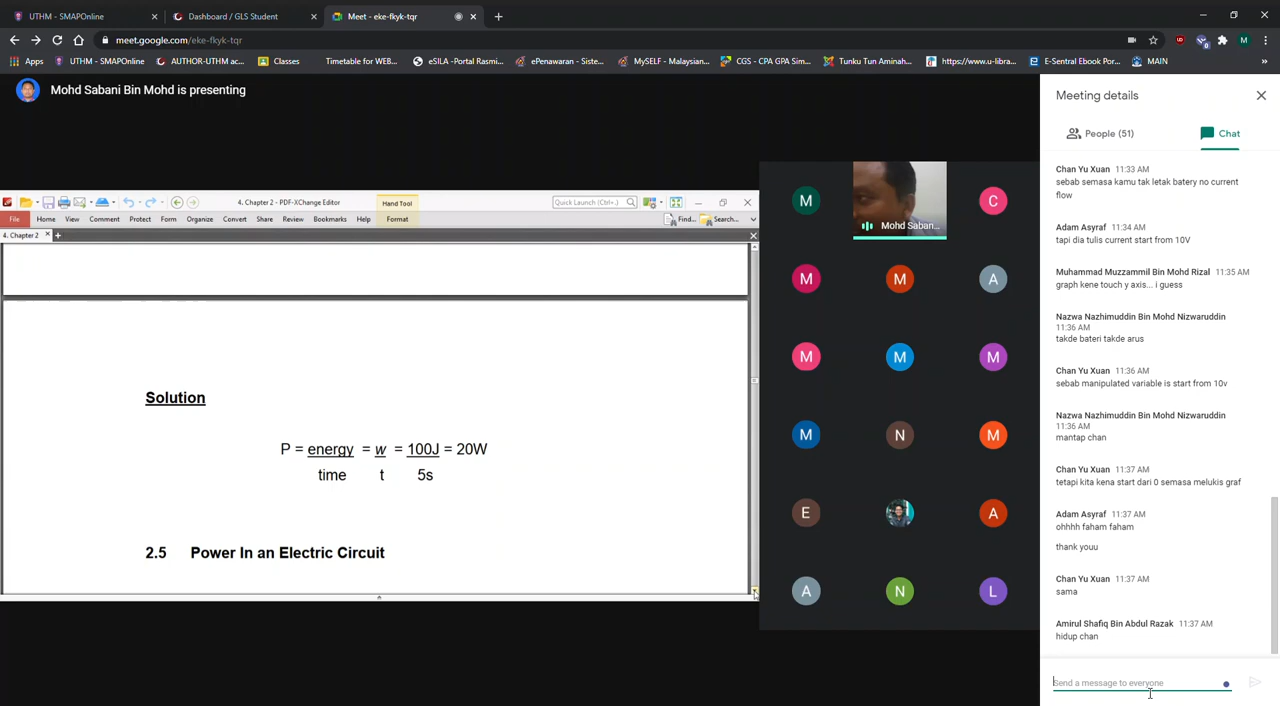 UTHM - SMAPOnline
Dashboard / GLS Student
Meet - eke-fkyk-tqr
meet.google.com/eke-fkyk-tqr
M
Apps
UTHM - SMAPOnline
AUTHOR-UTHM ac...
Classes
Timetable for WEB...
eSILA -Portal Rasmi...
ePenawaran - Siste...
MySELF - Malaysian...
CGS - CPA GPA Sim...
Tunku Tun Aminah...
https://www.u-libra...
E-Sentral Ebook Por...
MAIN
»
Mohd Sabani Bin Mohd is presenting
4. Chapter 2 - PDF-XChange Editor
Hand Tool
Quick Launch (Ctrl+.)
File
Home
View
Comment
Protect
Form
Organize
Convert
Share
Review
Bookmarks
Help
Format
Find...
Search...
4. Chapter 2
Solution
P = energy = w = 100J = 20W
time t 5s
2.5 Power In an Electric Circuit
M
Mohd Saban...
C
M
M
A
M
M
M
M
N
M
E
A
A
N
L
Meeting details
People (51)
Chat
Chan Yu Xuan 11:33 AM
sebab semasa kamu tak letak batery no current
flow
Adam Asyraf 11:34 AM
tapi dia tulis current start from 10V
Muhammad Muzzammil Bin Mohd Rizal 11:35 AM
graph kene touch y axis... i guess
Nazwa Nazhimuddin Bin Mohd Nizwaruddin
11:36 AM
takde bateri takde arus
Chan Yu Xuan 11:36 AM
sebab manipulated variable is start from 10v
Nazwa Nazhimuddin Bin Mohd Nizwaruddin
11:36 AM
mantap chan
Chan Yu Xuan 11:37 AM
tetapi kita kena start dari 0 semasa melukis graf
Adam Asyraf 11:37 AM
ohhhh faham faham
thank youu
Chan Yu Xuan 11:37 AM
sama
Amirul Shafiq Bin Abdul Razak 11:37 AM
hidup chan
Send a message to everyone